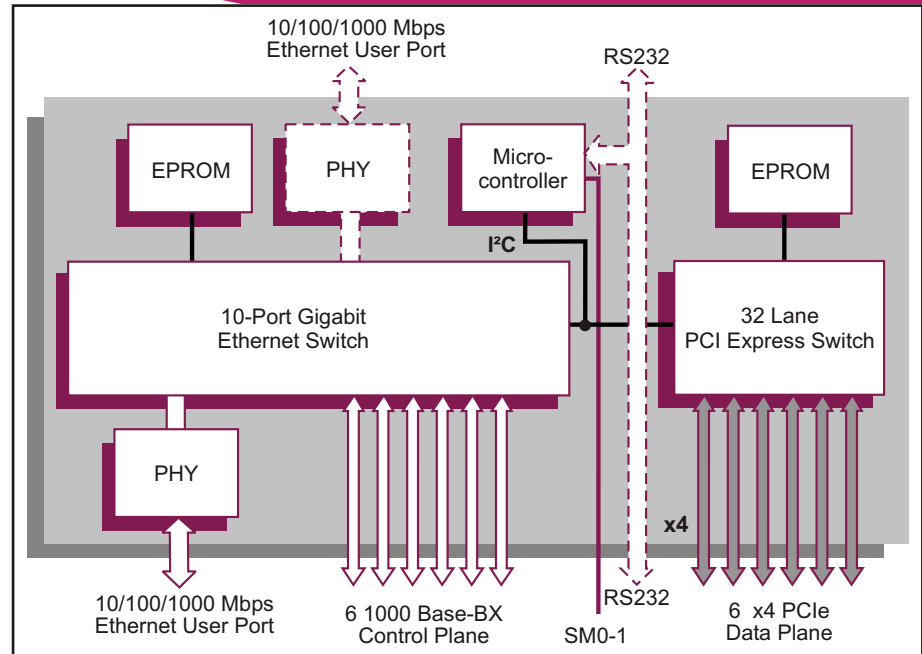 10/100/1000 Mbps
Ethernet User Port
RS232
EPROM
PHY
Micro-
controller
EPROM
I²C
10-Port Gigabit
Ethernet Switch
32 Lane
PCI Express Switch
PHY
x4
10/100/1000 Mbps
Ethernet User Port
6 1000 Base-BX
Control Plane
SM0-1
RS232
6 x4 PCIe
Data Plane